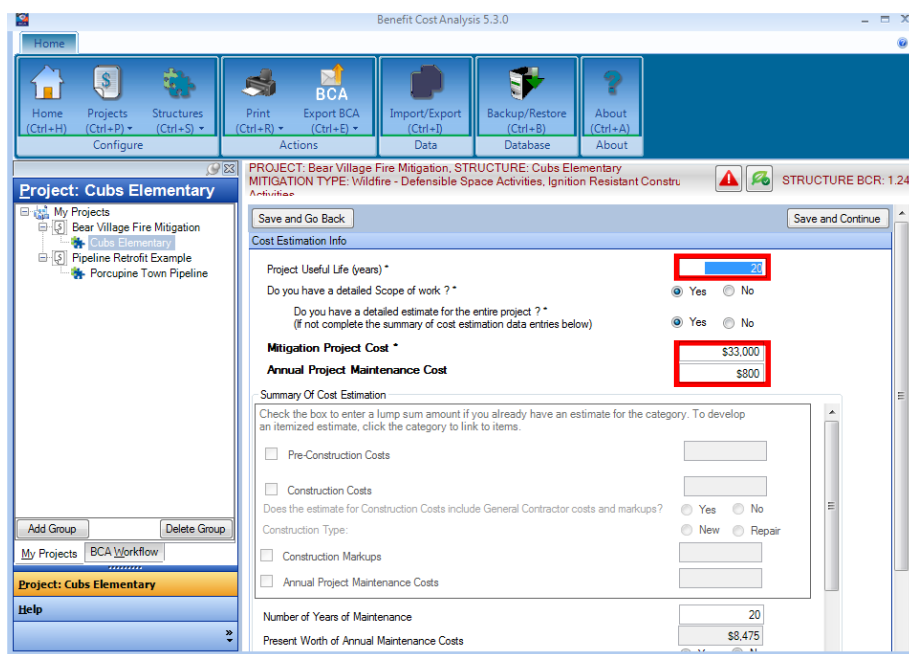 Benefit Cost Analysis 5.3.0
Home
BCA
Home Projects Structures Print Export BCA Import/Export Backup/Restore About
(Ctrl+H) (Ctrl+P) (Ctrl+S) (Ctrl+R) (Ctrl+E) (Ctrl+I) (Ctrl+B) (Ctrl+A)
Configure Actions Data Database About
Project: Cubs Elementary
My Projects
Bear Village Fire Mitigation
Cubs Elementary
Pipeline Retrofit Example
Porcupine Town Pipeline
Add Group Delete Group
My Projects BCA Workflow
Project: Cubs Elementary
Help
»
PROJECT: Bear Village Fire Mitigation, STRUCTURE: Cubs Elementary
MITIGATION TYPE: Wildfire - Defensible Space Activities, Ignition Resistant Constru
Activities
STRUCTURE BCR: 1.24
Save and Go Back Save and Continue
Cost Estimation Info
Project Useful Life (years) * 20
Do you have a detailed Scope of work ? * Yes No
Do you have a detailed estimate for the entire project ? *
(If not complete the summary of cost estimation data entries below) Yes No
Mitigation Project Cost * $33,000
Annual Project Maintenance Cost $800
Summary Of Cost Estimation
Check the box to enter a lump sum amount if you already have an estimate for the category. To develop
an itemized estimate, click the category to link to items.
Pre-Construction Costs
Construction Costs
Does the estimate for Construction Costs include General Contractor costs and markups? Yes No
Construction Type: New Repair
Construction Markups
Annual Project Maintenance Costs
Number of Years of Maintenance 20
Present Worth of Annual Maintenance Costs $8,475